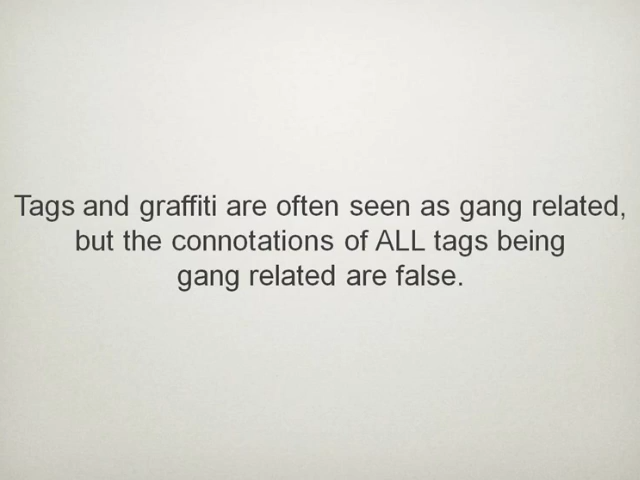 Tags and graffiti are often seen as gang related,
but the connotations of ALL tags being
gang related are false.